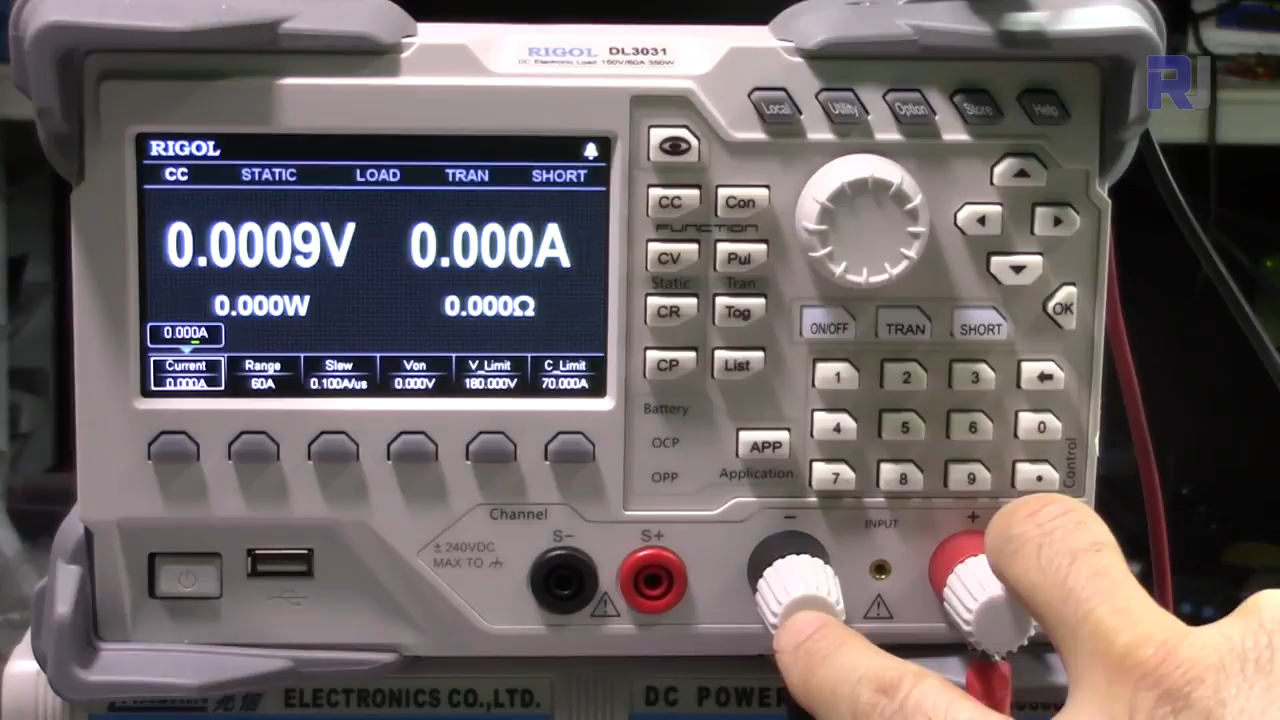 RIGOL DL3031
DC Electronic Load 150V/60A 350W
RJ
RIGOL
CC STATIC LOAD TRAN SHORT
0.0009V 0.000A
0.000W 0.000Ω
0.000A
Current Range Slew Von V_Limit C_Limit
0.000A 60A 0.100A/us 0.000V 180.000V 70.000A
Local Utility Option Store Help
CC Con
FUNCTION
CV Pul
Static Tran
CR Tog
CP List
Battery
OCP
OPP
APP
Application
OK
ON/OFF TRAN SHORT
1 2 3
4 5 6 0
7 8 9 •
Control
Channel
± 240VDC
MAX TO
S- S+
- INPUT +
ELECTRONICS CO.,LTD.
DC POWER